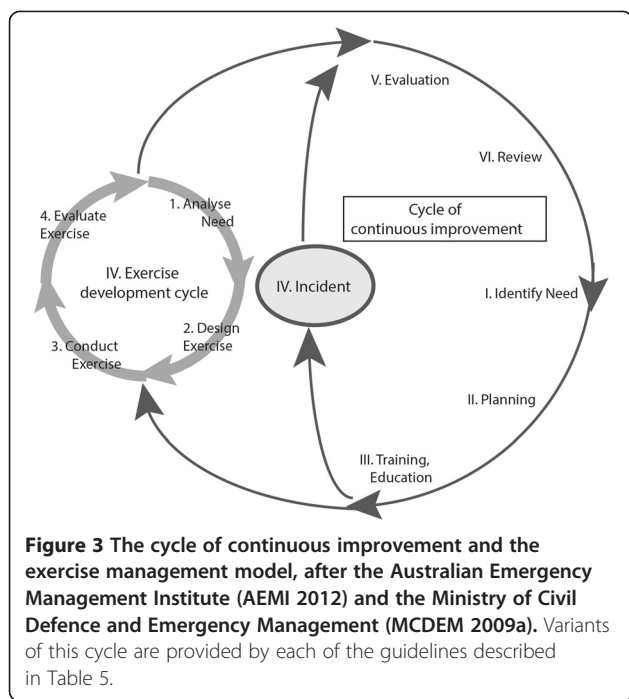 V. Evaluation
VI. Review
Cycle of
continuous improvement
I. Identify Need
II. Planning
III. Training,
Education
IV. Incident
1. Analyse
Need
2. Design
Exercise
3. Conduct
Exercise
4. Evaluate
Exercise
IV. Exercise
development cycle
Figure 3 The cycle of continuous improvement and the
exercise management model, after the Australian Emergency
Management Institute (AEMI 2012) and the Ministry of Civil
Defence and Emergency Management (MCDEM 2009a). Variants
of this cycle are provided by each of the guidelines described
in Table 5.